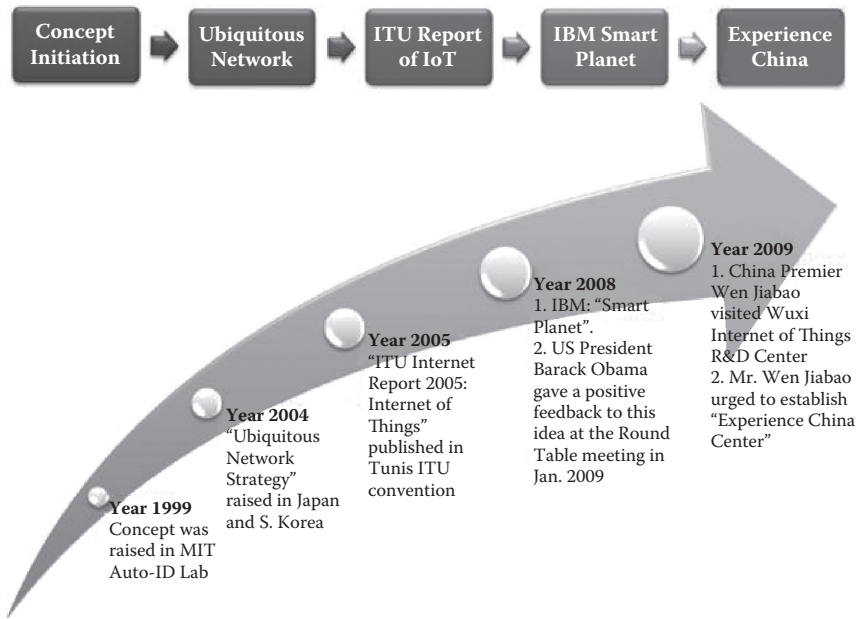 Concept
Initiation
Ubiquitous
Network
ITU Report
of IoT
IBM Smart
Planet
Experience
China
Year 1999
Concept was
raised in MIT
Auto-ID Lab
Year 2004
“Ubiquitous
Network
Strategy”
raised in Japan
and S. Korea
Year 2005
“ITU Internet
Report 2005:
Internet of
Things”
published in
Tunis ITU
convention
Year 2008
1. IBM: “Smart
Planet”.
2. US President
Barack Obama
gave a positive
feedback to this
idea at the Round
Table meeting in
Jan. 2009
Year 2009
1. China Premier
Wen Jiabao
visited Wuxi
Internet of Things
R&D Center
2. Mr. Wen Jiabao
urged to establish
“Experience China
Center”